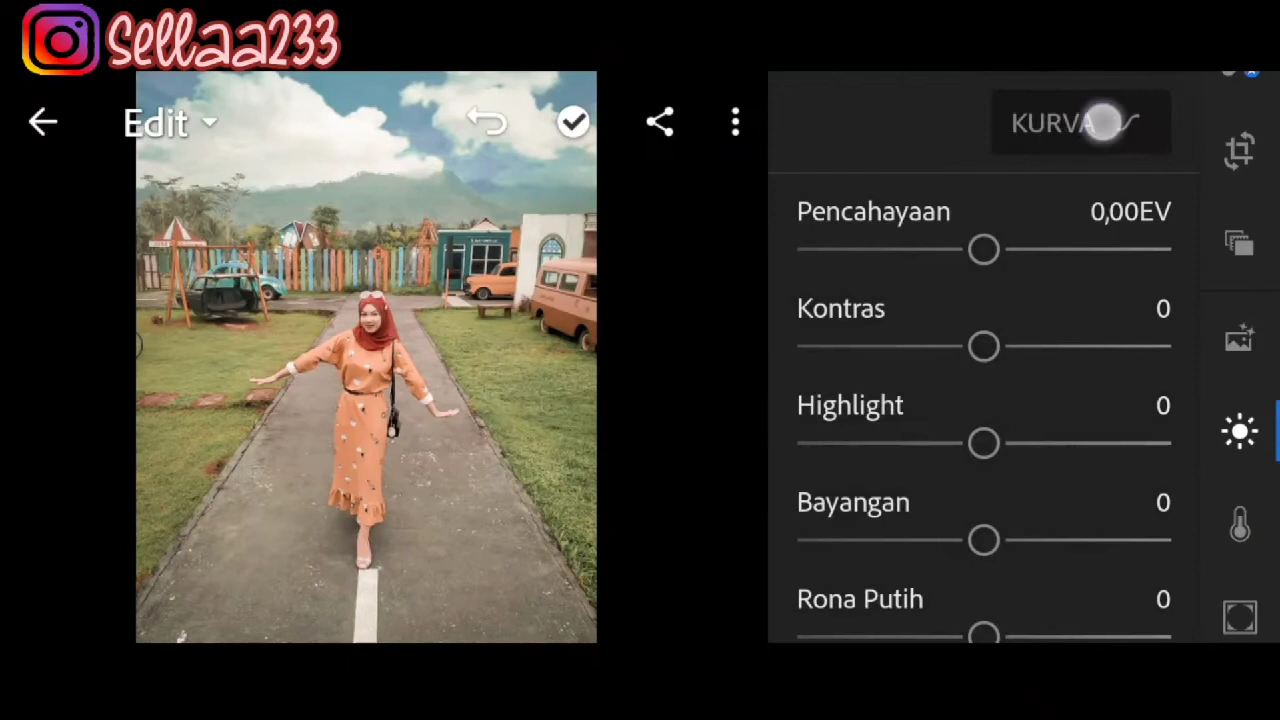 sellaa233
Edit
KURVA
Pencahayaan 0,00EV
Kontras 0
Highlight 0
Bayangan 0
Rona Putih 0